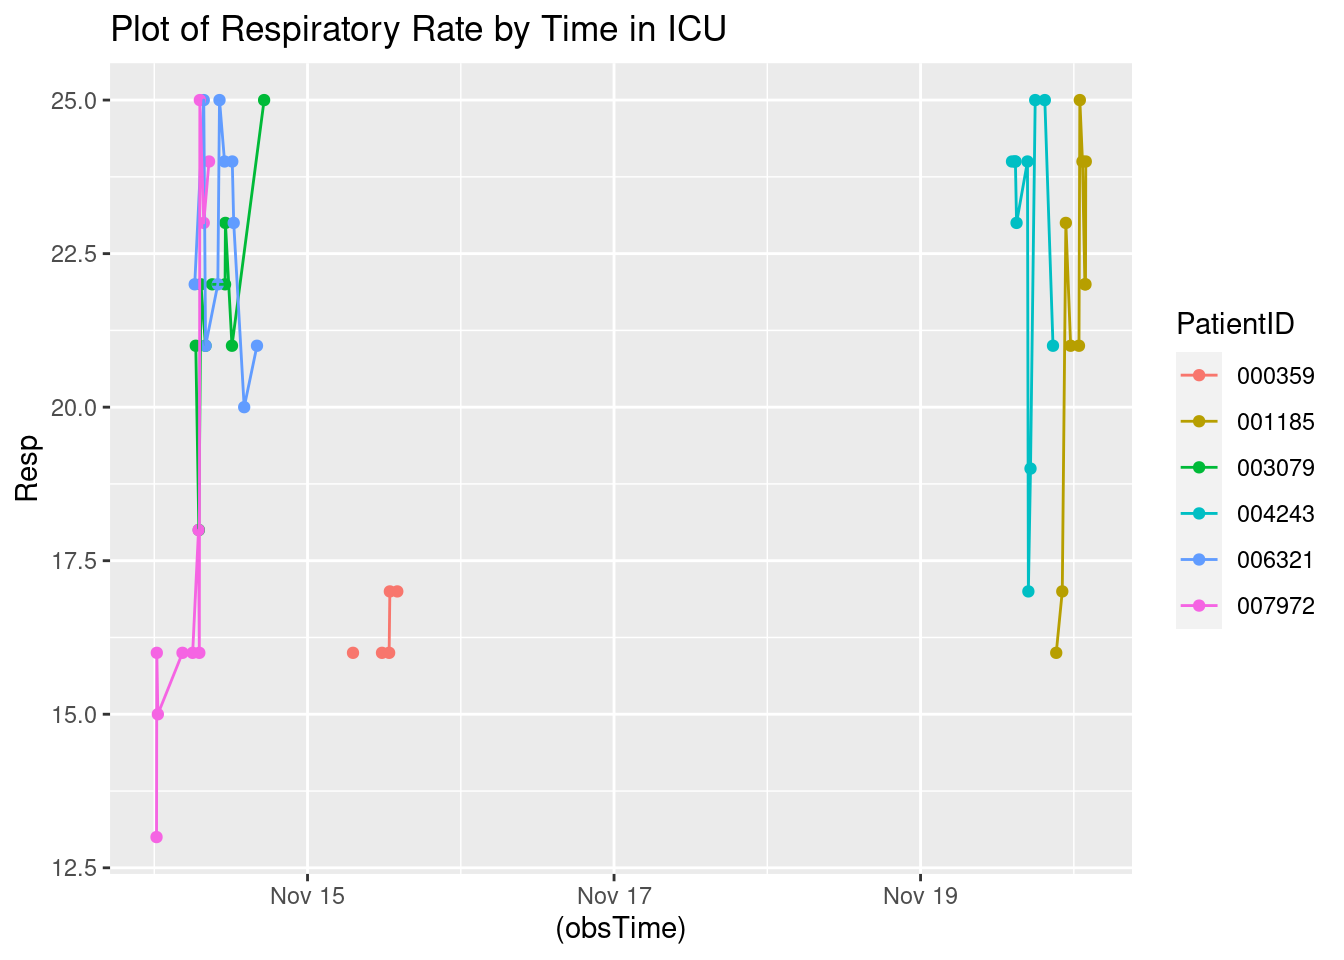 Plot of Respiratory Rate by Time in ICU
25.0
22.5
20.0
17.5
15.0
12.5
Resp
Nov 15
Nov 17
Nov 19
(obsTime)
PatientID
000359
001185
003079
004243
006321
007972